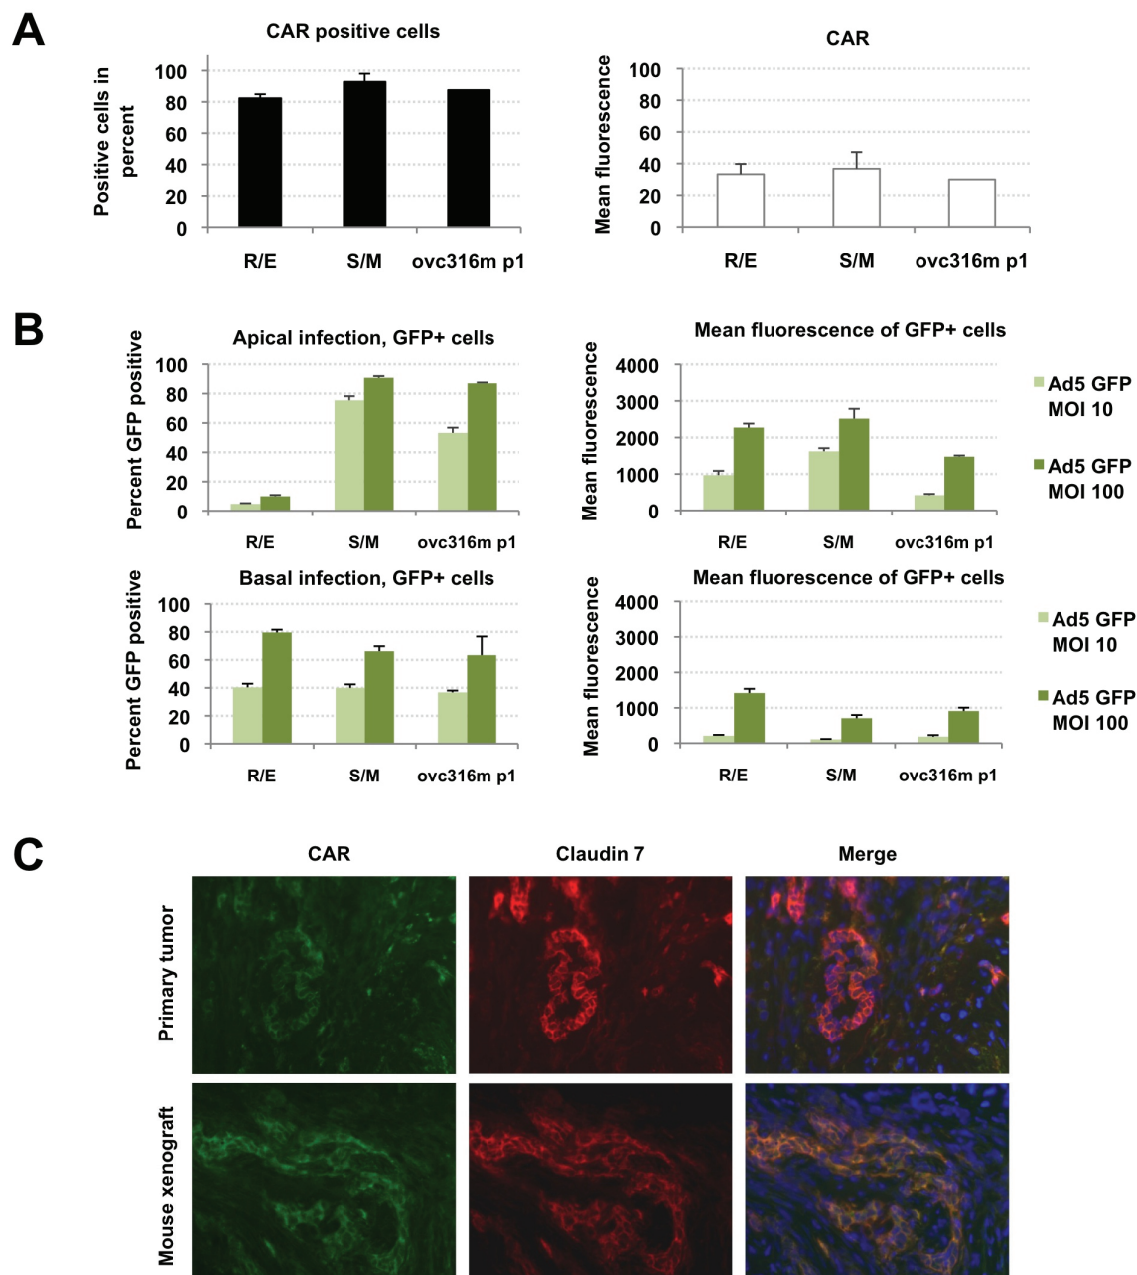 A
CAR positive cells
Positive cells in
percent
100
80
60
40
20
0
R/E
S/M
ovc316m p1
CAR
Mean fluorescence
100
80
60
40
20
0
R/E
S/M
ovc316m p1
B
Apical infection, GFP+ cells
Percent GFP positive
100
80
60
40
20
0
R/E
S/M
ovc316m p1
Mean fluorescence of GFP+ cells
Mean fluorescence
4000
3000
2000
1000
0
R/E
S/M
ovc316m p1
Ad5 GFP
MOI 10
Ad5 GFP
MOI 100
Basal infection, GFP+ cells
Percent GFP positive
100
80
60
40
20
0
R/E
S/M
ovc316m p1
Mean fluorescence of GFP+ cells
Mean fluorescence
4000
3000
2000
1000
0
R/E
S/M
ovc316m p1
Ad5 GFP
MOI 10
Ad5 GFP
MOI 100
C
CAR
Claudin 7
Merge
Primary tumor
Mouse xenograft